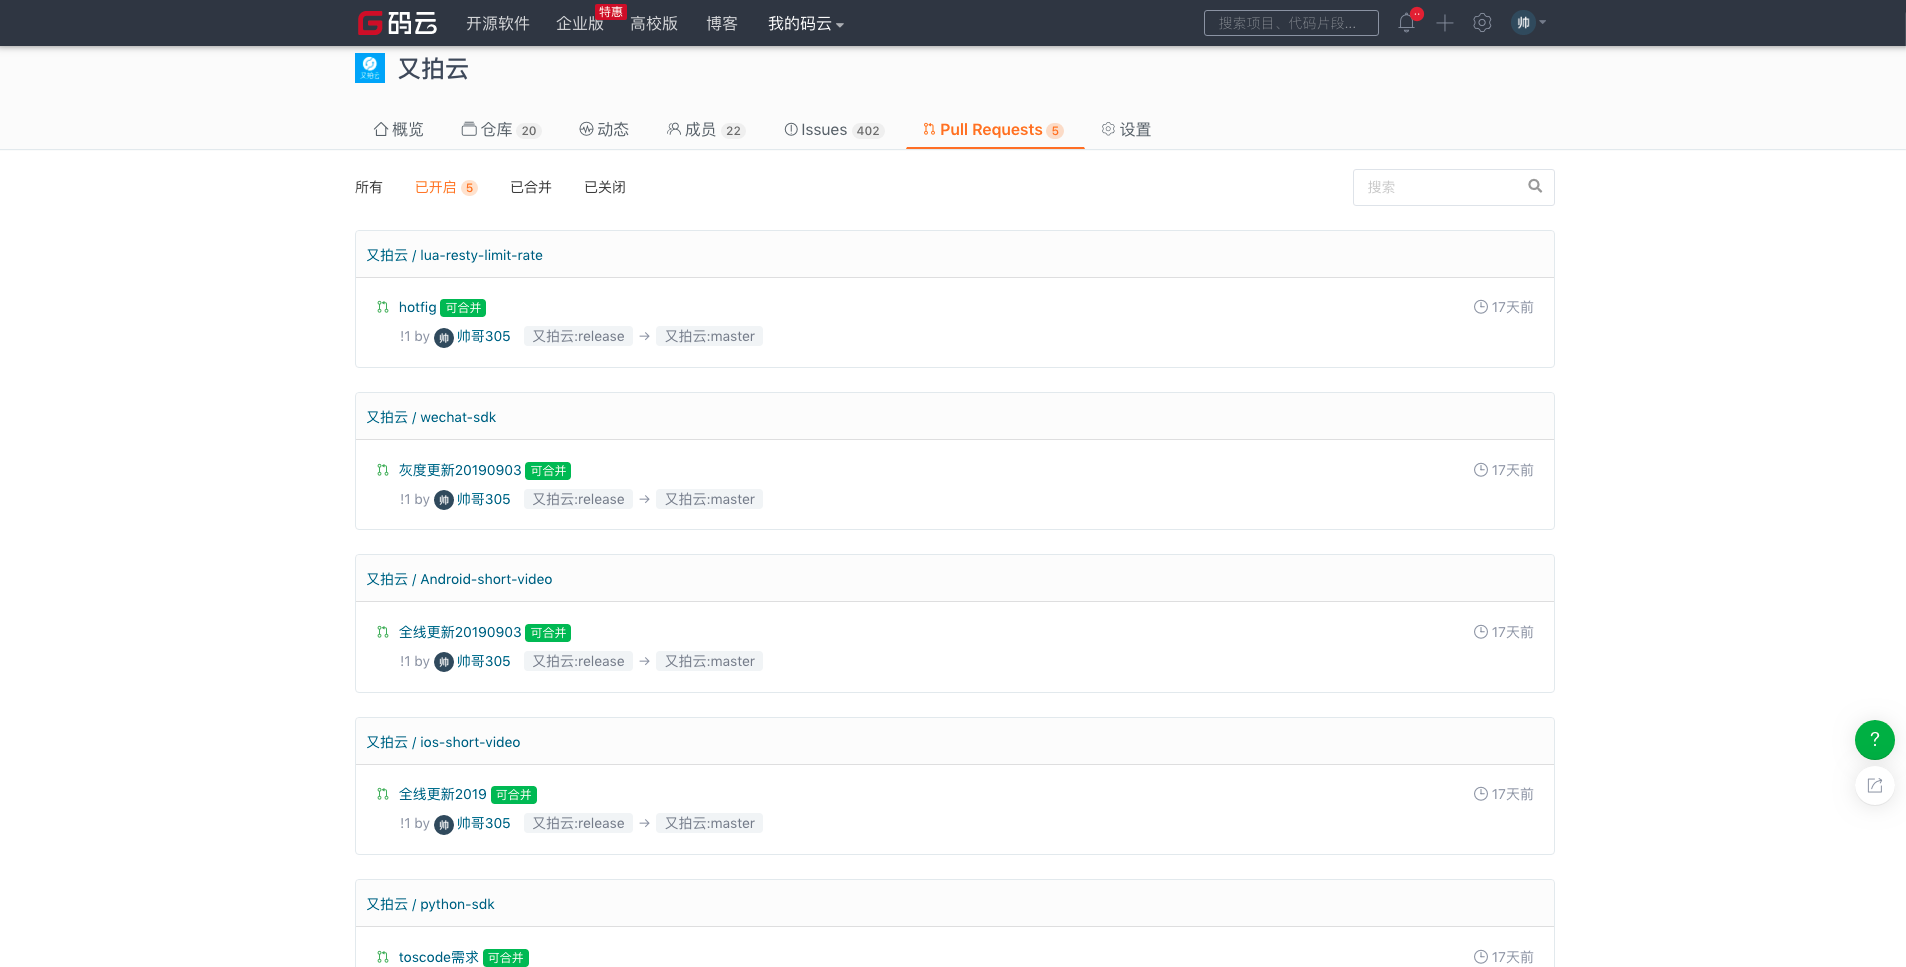 码云 开源软件 企业版 特惠 高校版 博客 我的码云 搜索项目、代码片段... 帅
又拍云 又拍云
概览 仓库 20 动态 成员 22 Issues 402 Pull Requests 5 设置
所有 已开启 5 已合并 已关闭 搜索
又拍云 / lua-resty-limit-rate
hotfig 可合并 17天前
!1 by 帅 帅哥305 又拍云:release → 又拍云:master
又拍云 / wechat-sdk
灰度更新20190903 可合并 17天前
!1 by 帅 帅哥305 又拍云:release → 又拍云:master
又拍云 / Android-short-video
全线更新20190903 可合并 17天前
!1 by 帅 帅哥305 又拍云:release → 又拍云:master
又拍云 / ios-short-video
?
全线更新2019 可合并 17天前
!1 by 帅 帅哥305 又拍云:release → 又拍云:master
又拍云 / python-sdk
toscode需求 可合并 17天前